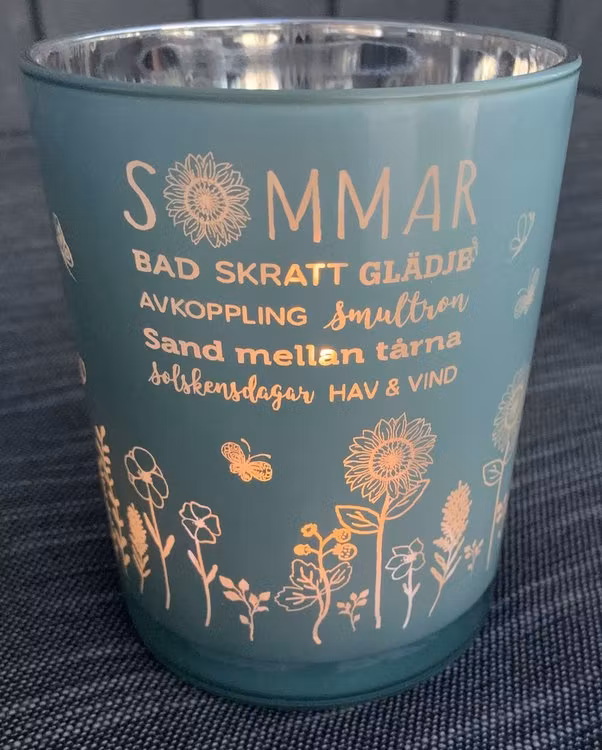 SOMMAR
BAD SKRATT GLÄDJE
AVKOPPLING Smultron
Sand mellan tårna
Solskensdagar HAV & VIND